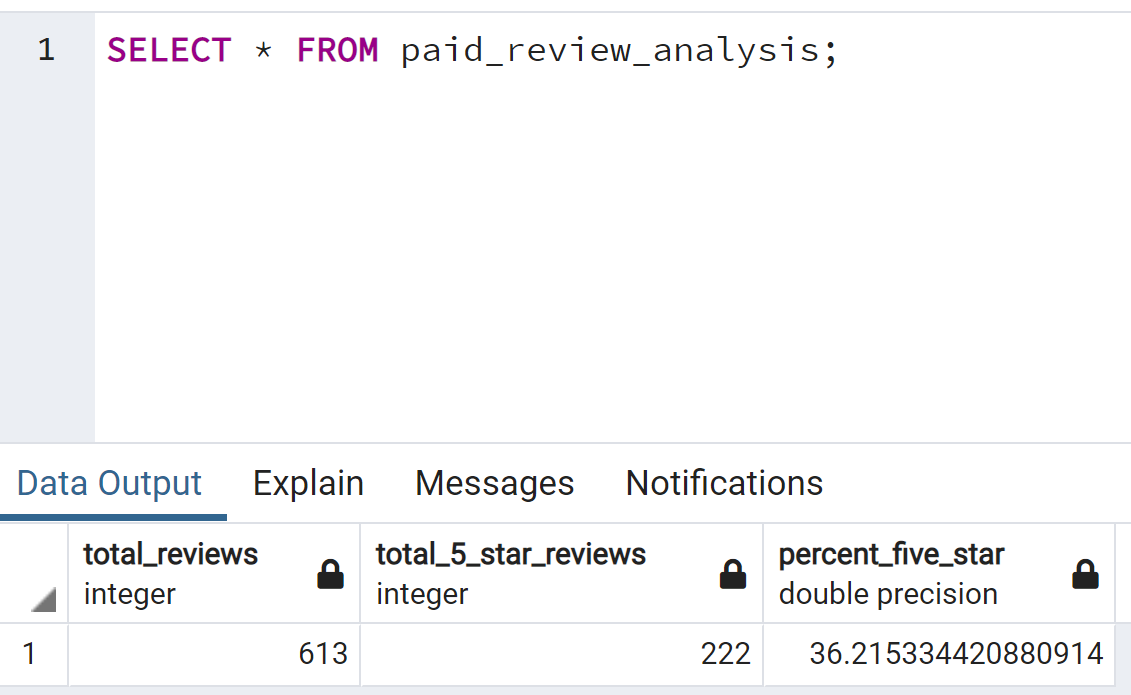 1 SELECT * FROM paid_review_analysis;
Data Output Explain Messages Notifications
total_reviews total_5_star_reviews percent_five_star
integer integer double precision
1 613 222 36.215334420880914